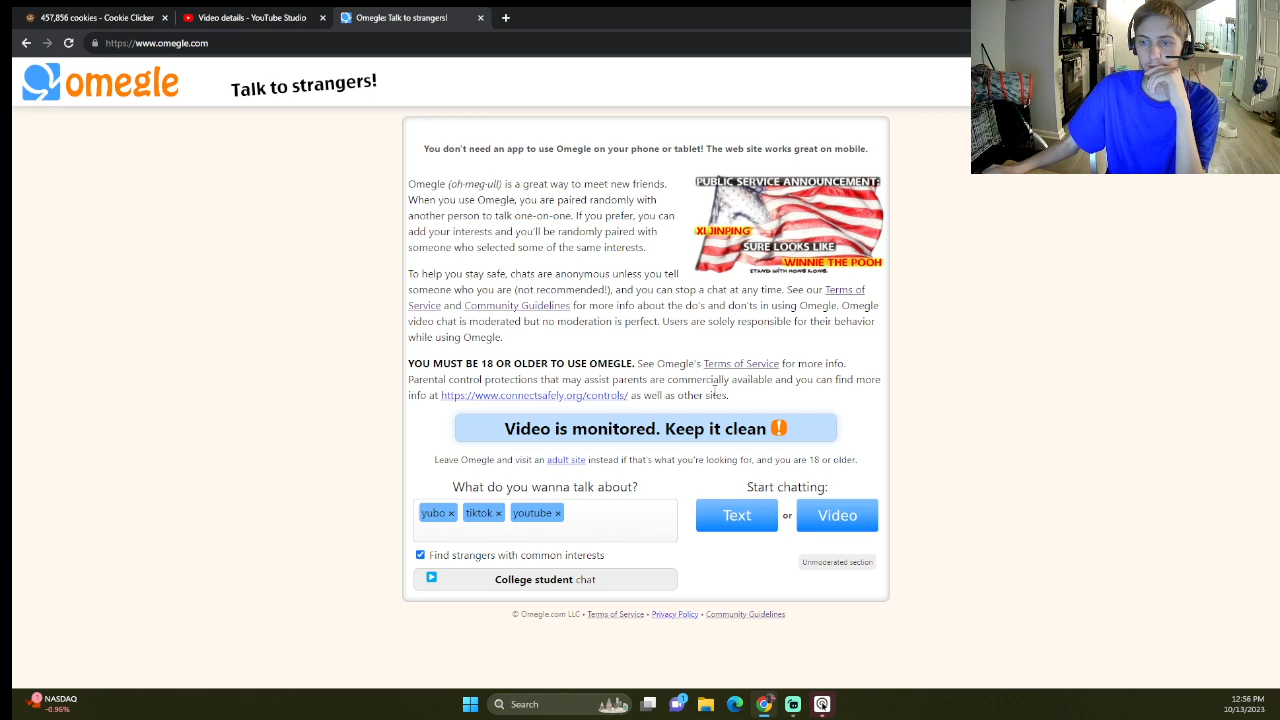 457,856 cookies - Cookie Clicker
Video details - YouTube Studio
Omegle: Talk to strangers!
https://www.omegle.com
omegle
Talk to strangers!
You don't need an app to use Omegle on your phone or tablet! The web site works great on mobile.
Omegle (oh·meg·ull) is a great way to meet new friends.
When you use Omegle, you are paired randomly with
another person to talk one-on-one. If you prefer, you can
add your interests and you'll be randomly paired with
someone who selected some of the same interests.
PUBLIC SERVICE ANNOUNCEMENT:
XI JINPING
SURE LOOKS LIKE
WINNIE THE POOH
STAND WITH HONG KONG.
To help you stay safe, chats are anonymous unless you tell
someone who you are (not recommended!), and you can stop a chat at any time. See our Terms of
Service and Community Guidelines for more info about the do's and don'ts in using Omegle. Omegle
video chat is moderated but no moderation is perfect. Users are solely responsible for their behavior
while using Omegle.
YOU MUST BE 18 OR OLDER TO USE OMEGLE. See Omegle's Terms of Service for more info.
Parental control protections that may assist parents are commercially available and you can find more
info at https://www.connectsafely.org/controls/ as well as other sites.
Video is monitored. Keep it clean
Leave Omegle and visit an adult site instead if that's what you're looking for, and you are 18 or older.
What do you wanna talk about?
Start chatting:
yubo × tiktok × youtube ×
Text or Video
Find strangers with common interests
Unmoderated section
College student chat
© Omegle.com LLC • Terms of Service • Privacy Policy • Community Guidelines
NASDAQ
-0.96%
Search
12:56 PM
10/13/2023